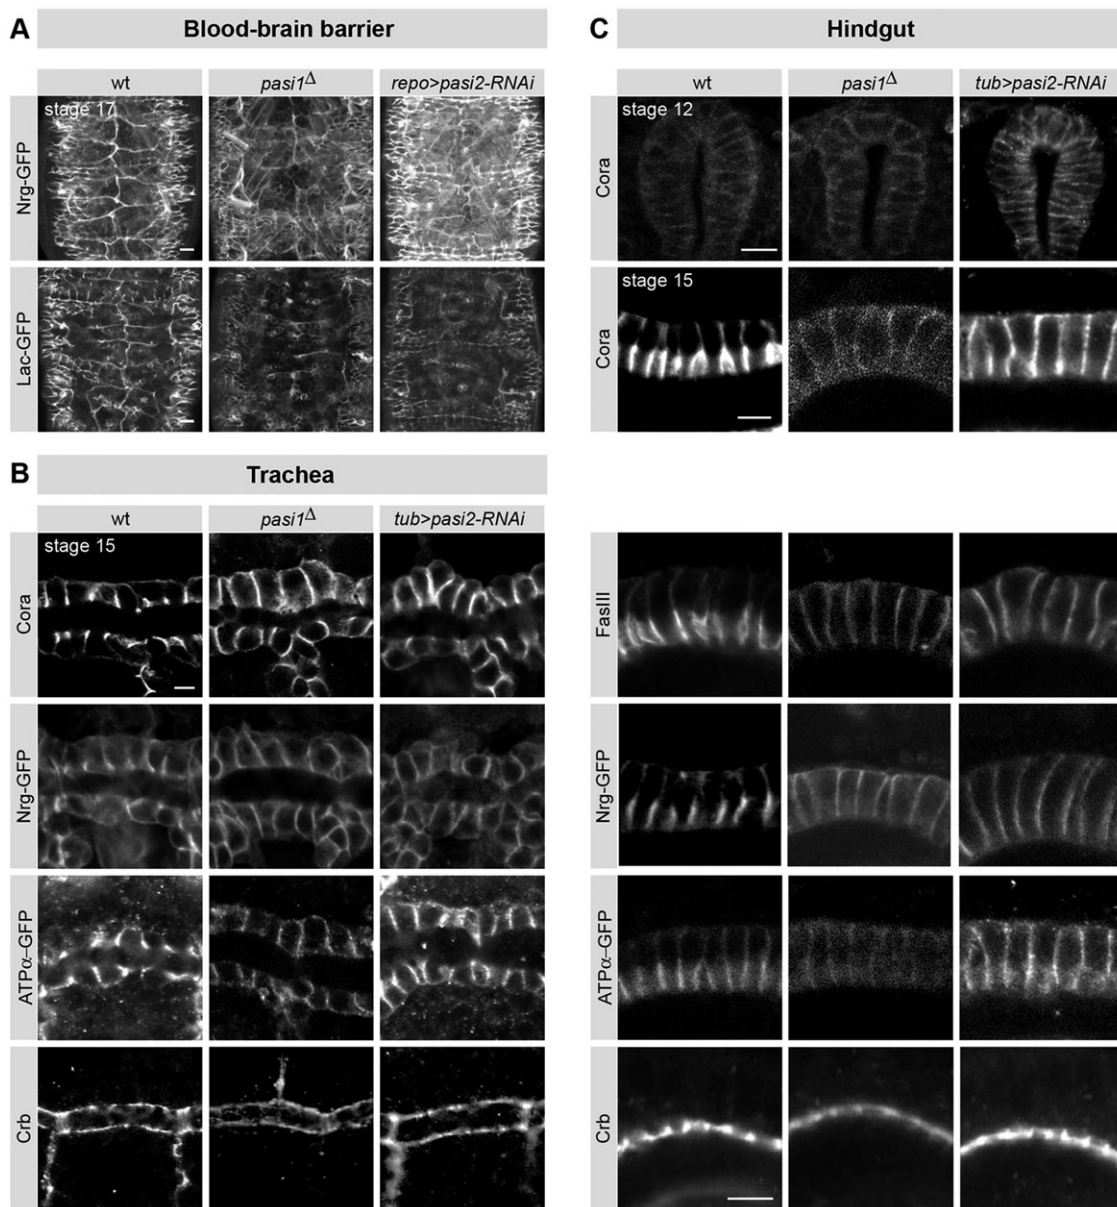 A Blood-brain barrier
wt pasi1Δ repo>pasi2-RNAi
stage 17
Nrg-GFP
Lac-GFP
B Trachea
wt pasi1Δ tub>pasi2-RNAi
stage 15
Cora
Nrg-GFP
ATPα–GFP
Crb
C Hindgut
wt pasi1Δ tub>pasi2-RNAi
stage 12
Cora
stage 15
Cora
FasIII
Nrg-GFP
ATPα–GFP
Crb